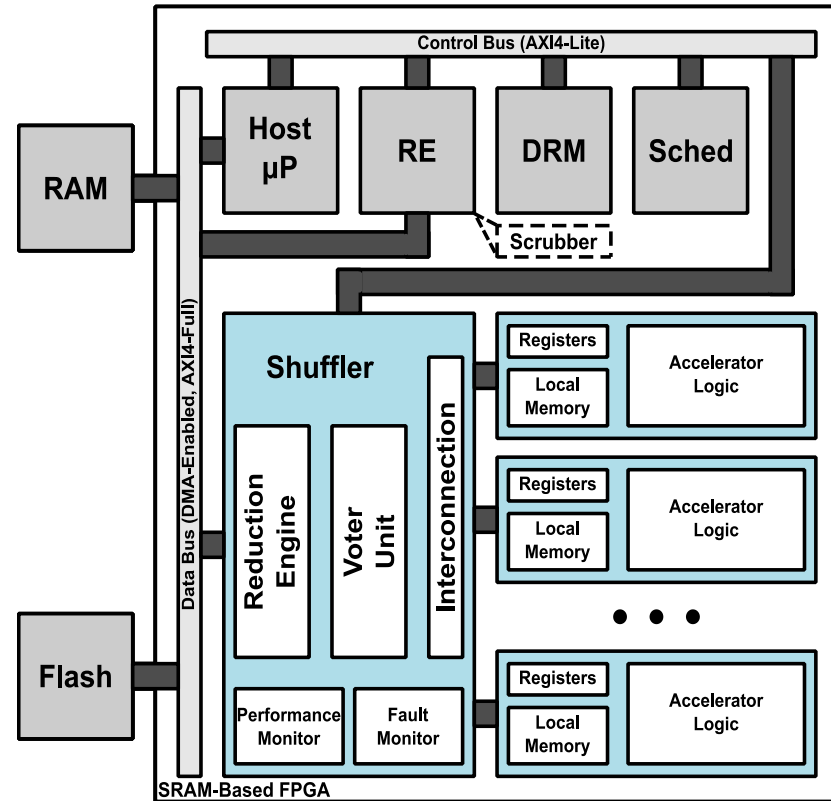 Control Bus (AXI4-Lite)
Host
μP
RE
DRM
Sched
RAM
Scrubber
Data Bus (DMA-Enabled, AXI4-Full)
Shuffler
Reduction
Engine
Voter
Unit
Interconnection
Performance
Monitor
Fault
Monitor
Registers
Local
Memory
Accelerator
Logic
Registers
Local
Memory
Accelerator
Logic
• • •
Registers
Local
Memory
Accelerator
Logic
Flash
SRAM-Based FPGA